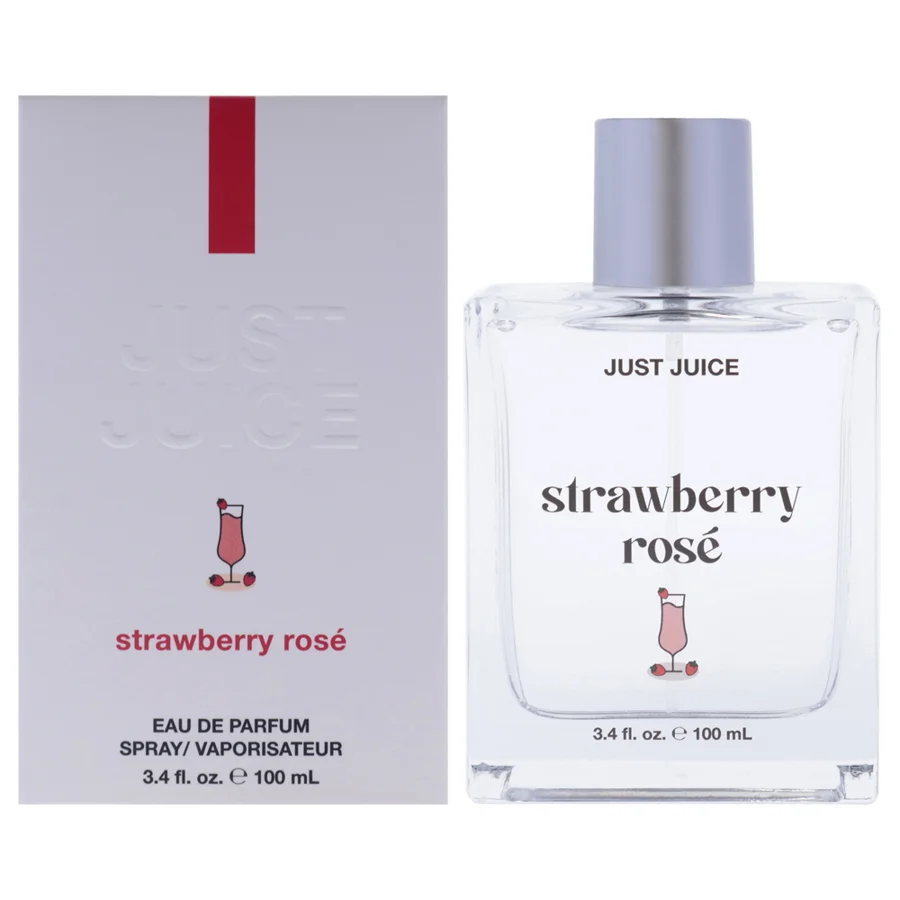 JUST
JUICE
strawberry rosé
EAU DE PARFUM
SPRAY/ VAPORISATEUR
3.4 fl. oz. ℮ 100 mL
JUST JUICE
strawberry
rosé
3.4 fl. oz. ℮ 100 mL